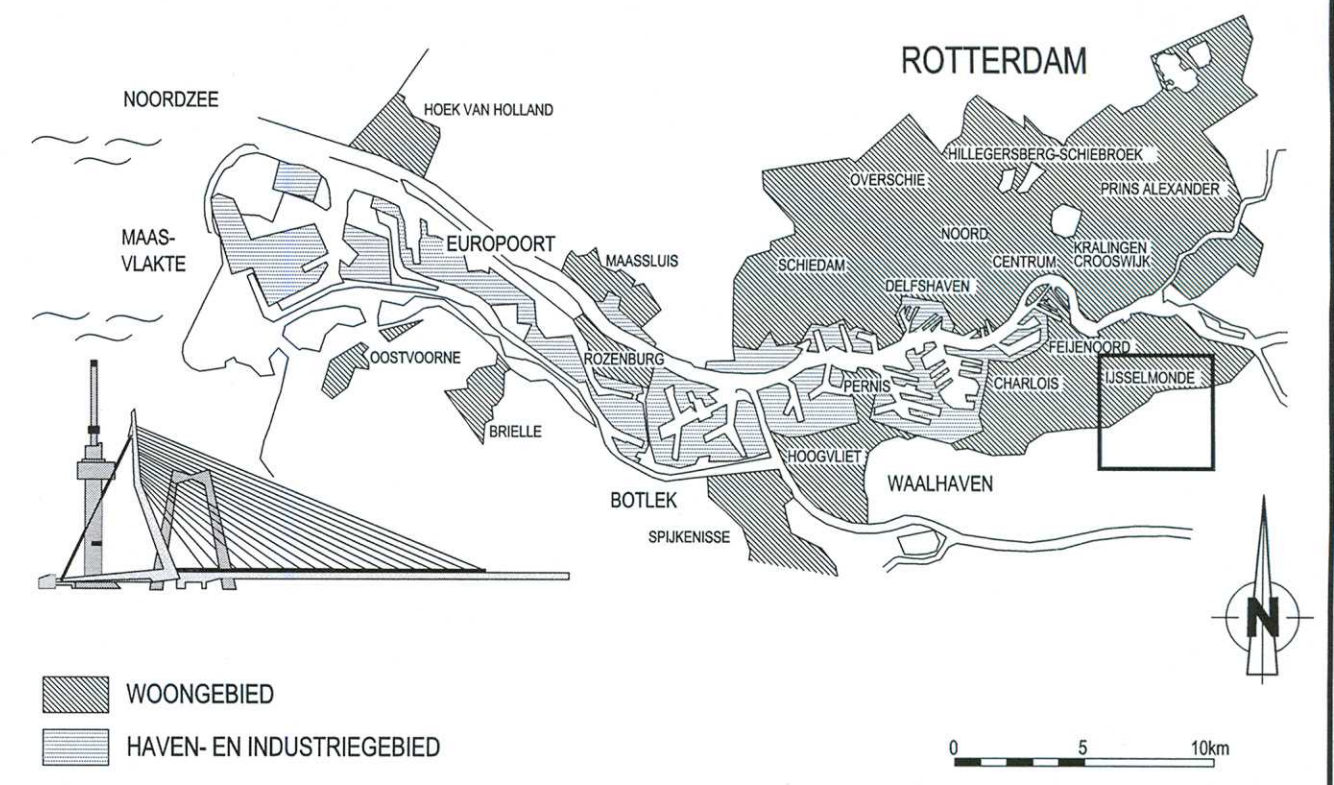 ROTTERDAM
NOORDZEE
HOEK VAN HOLLAND
HILLEGERSBERG-SCHIEBROEK
OVERSCHIE
PRINS ALEXANDER
MAAS-
VLAKTE
EUROPOORT
NOORD
MAASSLUIS
SCHIEDAM
CENTRUM
KRALINGEN
CROOSWIJK
DELFSHAVEN
OOSTVOORNE
ROZENBURG
FEIJENOORD
PERNIS
CHARLOIS
IJSSELMONDE
BRIELLE
HOOGVLIET
WAALHAVEN
BOTLEK
SPIJKENISSE
N
WOONGEBIED
HAVEN- EN INDUSTRIEGEBIED
0 5 10km